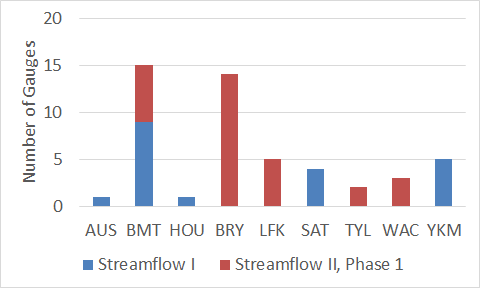 20
15
10
5
0
Number of Gauges
AUS BMT HOU BRY LFK SAT TYL WAC YKM
Streamflow I Streamflow II, Phase 1